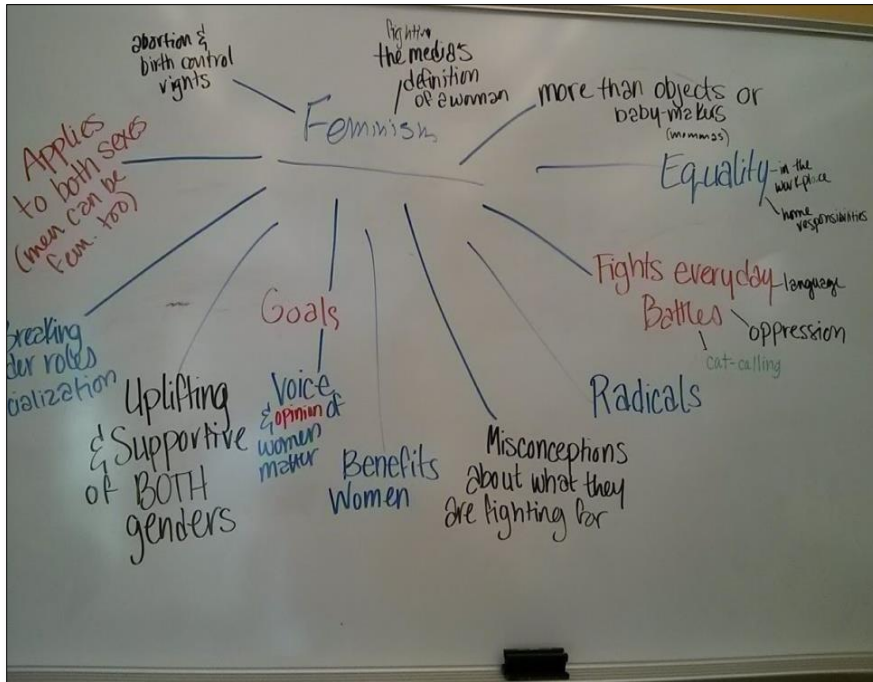 abortion &
birth control
rights
fighting
the media's
definition
of a woman
more than objects or
baby-makers
(mommas)
Feminism
Equality - in the
workplace
home
responsibilities
Applies
to both sexes
(men can be
fem. too)
Fights everyday - language
Battles
oppression
cat-calling
Goals
Voice
& opinion of
women
matter
Breaking
der roles
cialization
Uplifting
& Supportive
of BOTH
genders
Benefits
Women
Misconceptions
about what they
are fighting for
Radicals